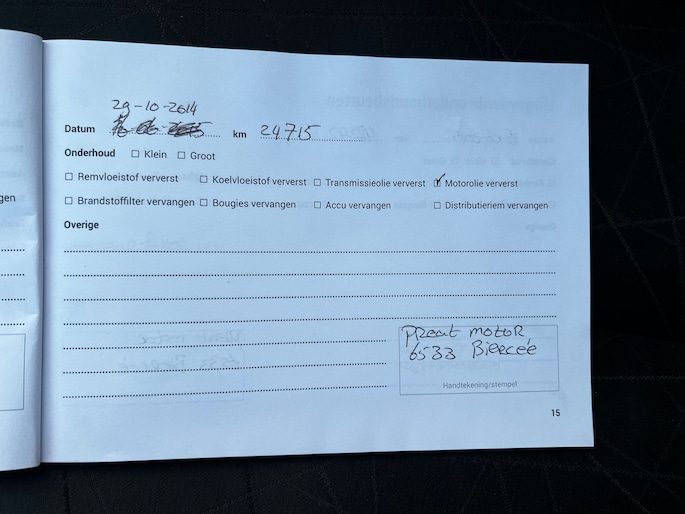 29-10-2014
Datum km 24715
Onderhoud ☐ Klein ☐ Groot
☐ Remvloeistof ververst ☐ Koelvloeistof ververst ☐ Transmissieolie ververst ☑ Motorolie ververst
☐ Brandstoffilter vervangen ☐ Bougies vervangen ☐ Accu vervangen ☐ Distributieriem vervangen
gen
Overige
Preat motor
6533 Biercée
Handtekening/stempel
15